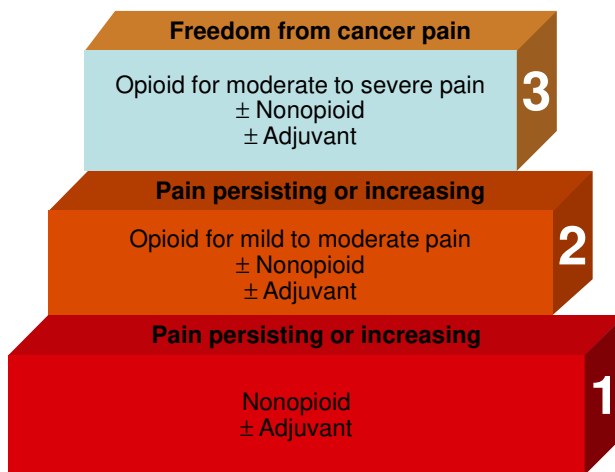 Freedom from cancer pain
Opioid for moderate to severe pain
± Nonopioid
± Adjuvant
3
Pain persisting or increasing
Opioid for mild to moderate pain
± Nonopioid
± Adjuvant
2
Pain persisting or increasing
Nonopioid
± Adjuvant
1